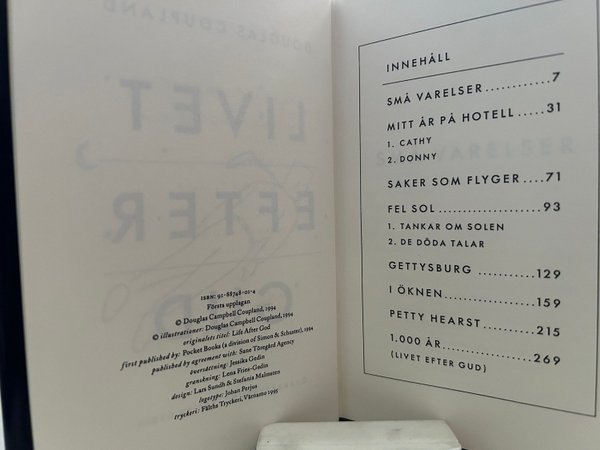 DOUGLAS COUPLAND
LIVET
EFTER
GUD
ISBN: 91-88748-01-4
Första upplagan
© Douglas Campbell Coupland, 1994
© illustrationer: Douglas Campbell Coupland, 1994
originalets titel: Life After God
first published by: Pocket Books (a division of Simon & Schuster), 1994
published by agreement with: Sane Töregård Agency
översättning: Jessika Gedin
granskning: Lena Fries-Gedin
design: Lars Sundh & Stefania Malmsten
logotype: Johan Perjus
tryckeri: Fälths Tryckeri, Värnamo 1995
INNEHÅLL
SMÅ VARELSER...........7
MITT ÅR PÅ HOTELL.....31
1. CATHY
2. DONNY
SAKER SOM FLYGER....71
FEL SOL................93
1. TANKAR OM SOLEN
2. DE DÖDA TALAR
GETTYSBURG .........129
I ÖKNEN..............159
PETTY HEARST........215
1.000 ÅR..............269
(LIVET EFTER GUD)